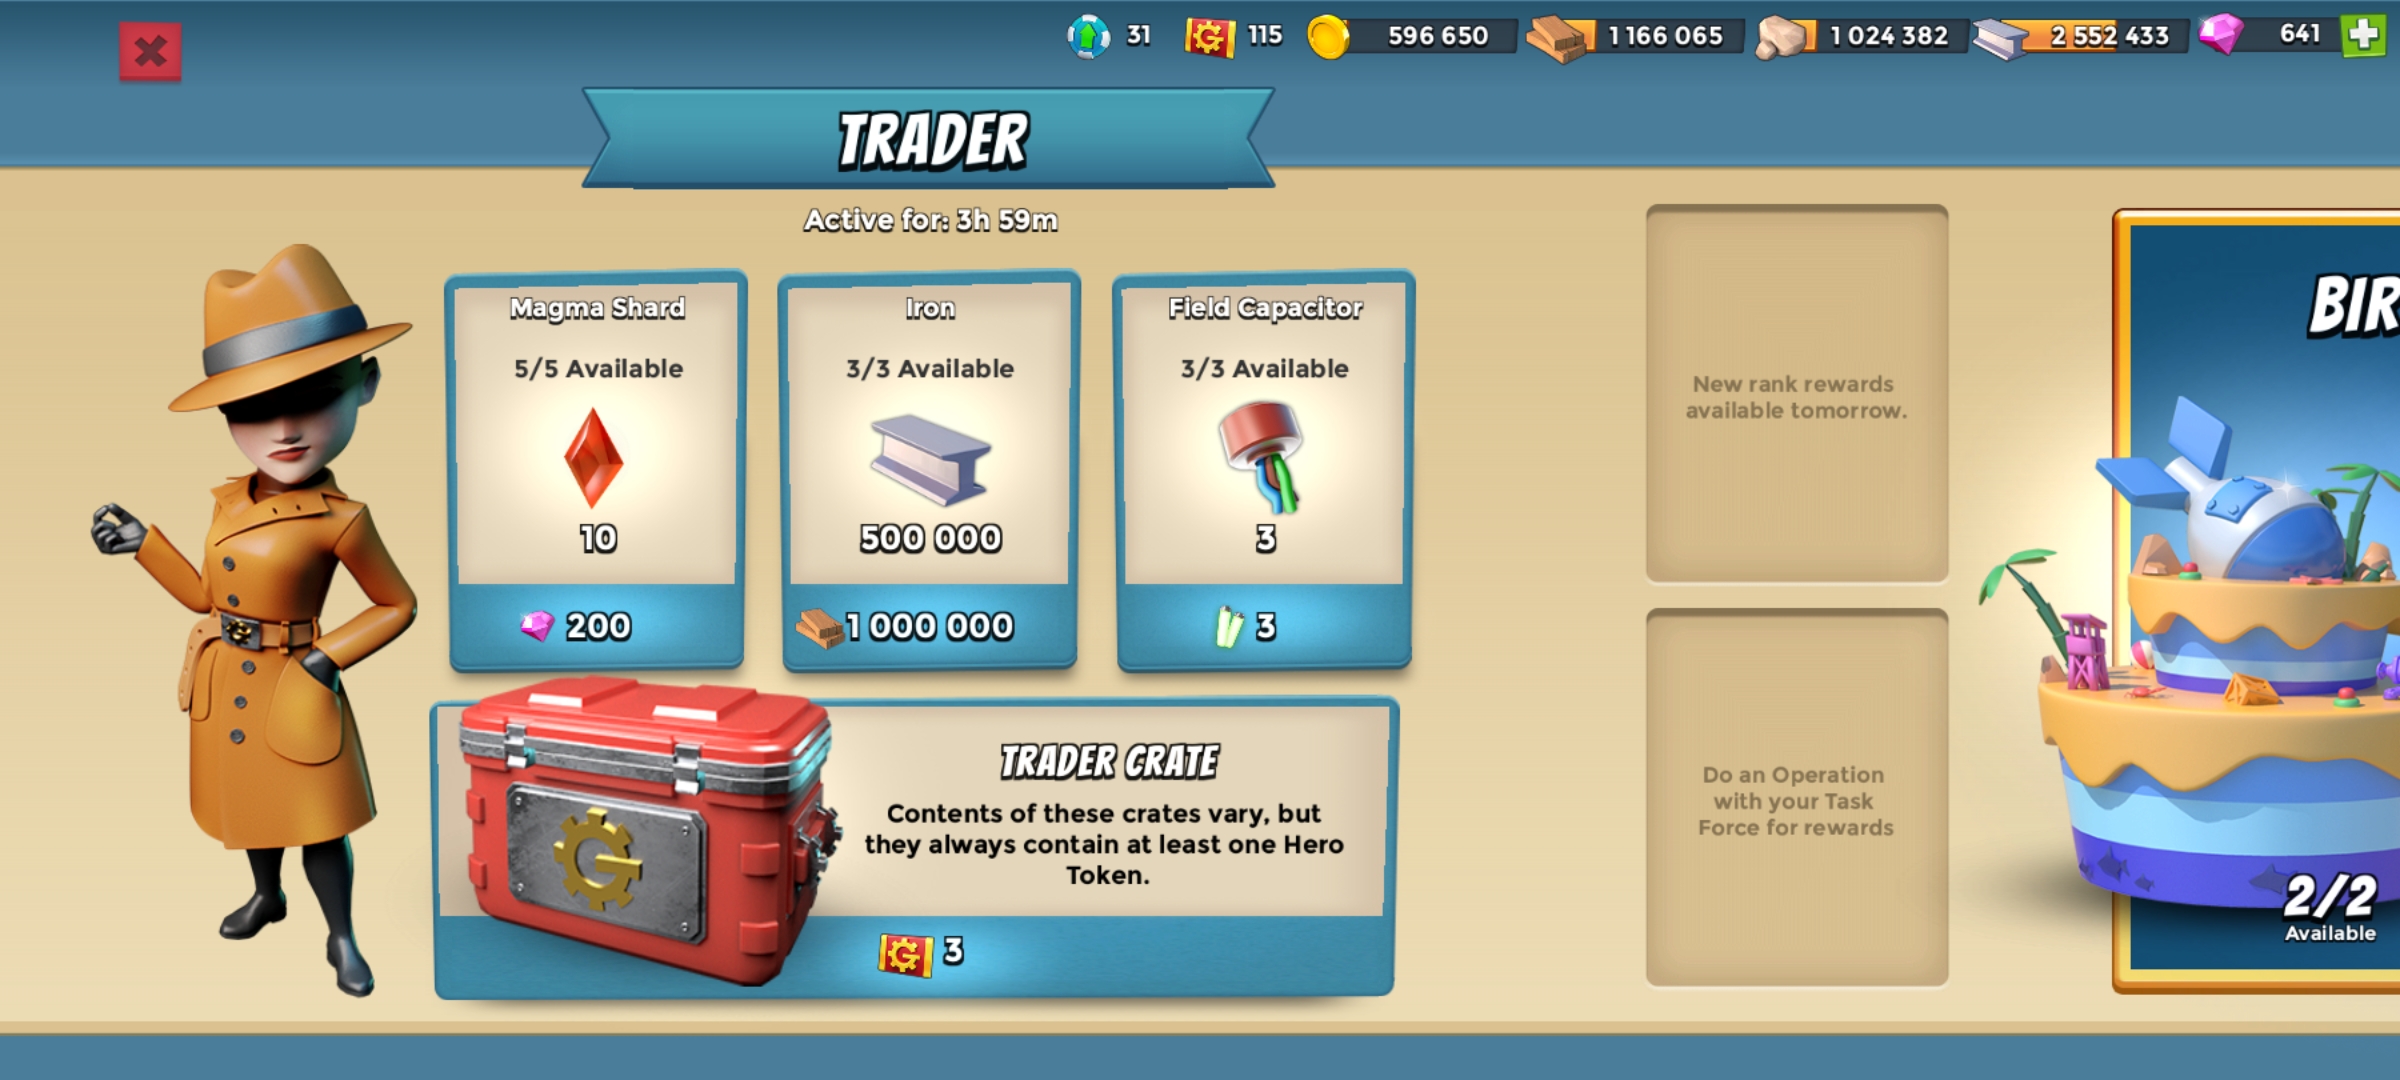 31 115 596 650 1 166 065 1 024 382 2 552 433 641
TRADER
Active for: 3h 59m
Magma Shard
5/5 Available
10
200
Iron
3/3 Available
500 000
1 000 000
Field Capacitor
3/3 Available
3
3
TRADER CRATE
Contents of these crates vary, but
they always contain at least one Hero
Token.
3
New rank rewards
available tomorrow.
Do an Operation
with your Task
Force for rewards
BIR
2/2
Available